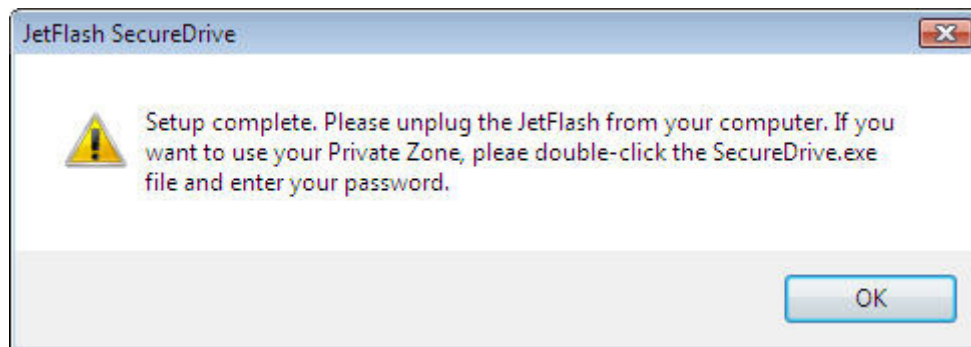 JetFlash SecureDrive
Setup complete. Please unplug the JetFlash from your computer. If you
want to use your Private Zone, pleae double-click the SecureDrive.exe
file and enter your password.
OK